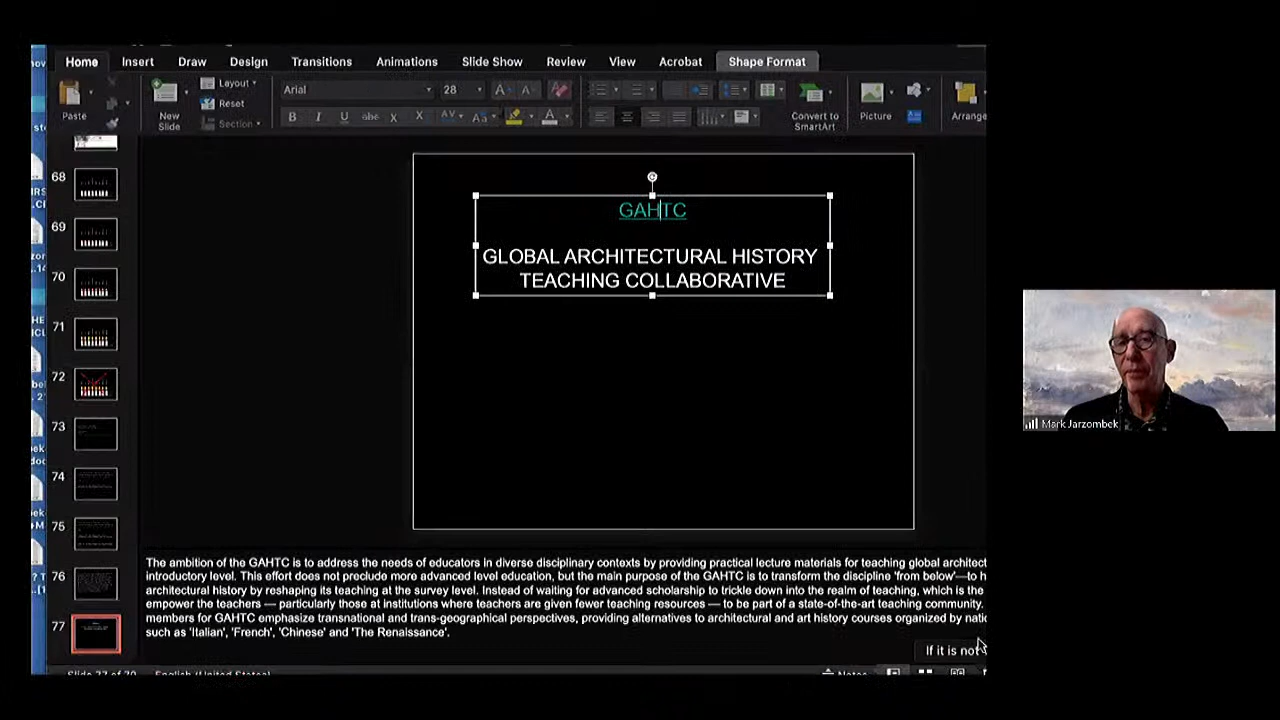 Home Insert Draw Design Transitions Animations Slide Show Review View Acrobat Shape Format
Paste
New Slide
Layout
Reset
Section
Arial 28
B I U abe X X AV Aa A
Convert to SmartArt
Picture
Arrange
68
69
70
71
72
73
74
75
76
77
GAHTC
GLOBAL ARCHITECTURAL HISTORY
TEACHING COLLABORATIVE
The ambition of the GAHTC is to address the needs of educators in diverse disciplinary contexts by providing practical lecture materials for teaching global architect
introductory level. This effort does not preclude more advanced level education, but the main purpose of the GAHTC is to transform the discipline 'from below'—to h
architectural history by reshaping its teaching at the survey level. Instead of waiting for advanced scholarship to trickle down into the realm of teaching, which is the
empower the teachers — particularly those at institutions where teachers are given fewer teaching resources — to be part of a state-of-the-art teaching community.
members for GAHTC emphasize transnational and trans-geographical perspectives, providing alternatives to architectural and art history courses organized by natio
such as 'Italian', 'French', 'Chinese' and 'The Renaissance'.
If it is not
English (United States)
Notes
Mark Jarzombek